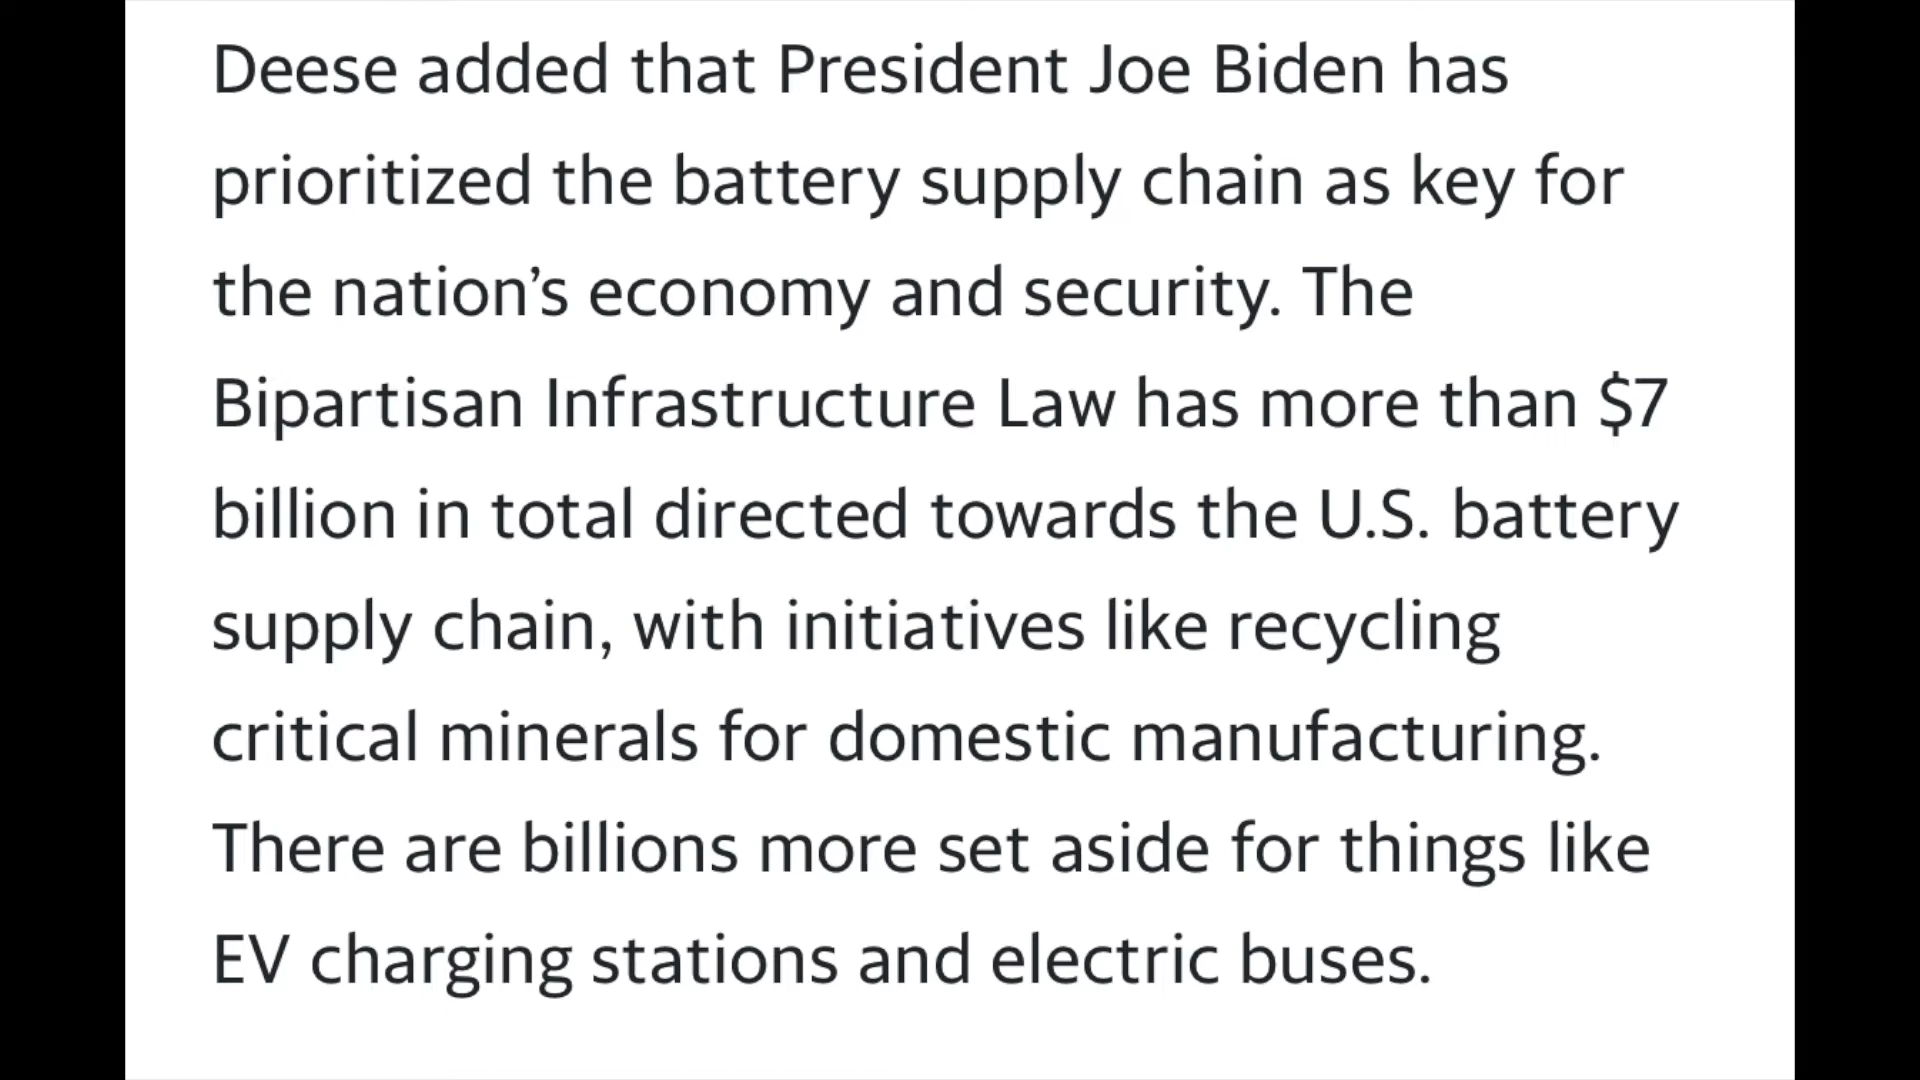 Deese added that President Joe Biden has
prioritized the battery supply chain as key for
the nation’s economy and security. The
Bipartisan Infrastructure Law has more than $7
billion in total directed towards the U.S. battery
supply chain, with initiatives like recycling
critical minerals for domestic manufacturing.
There are billions more set aside for things like
EV charging stations and electric buses.